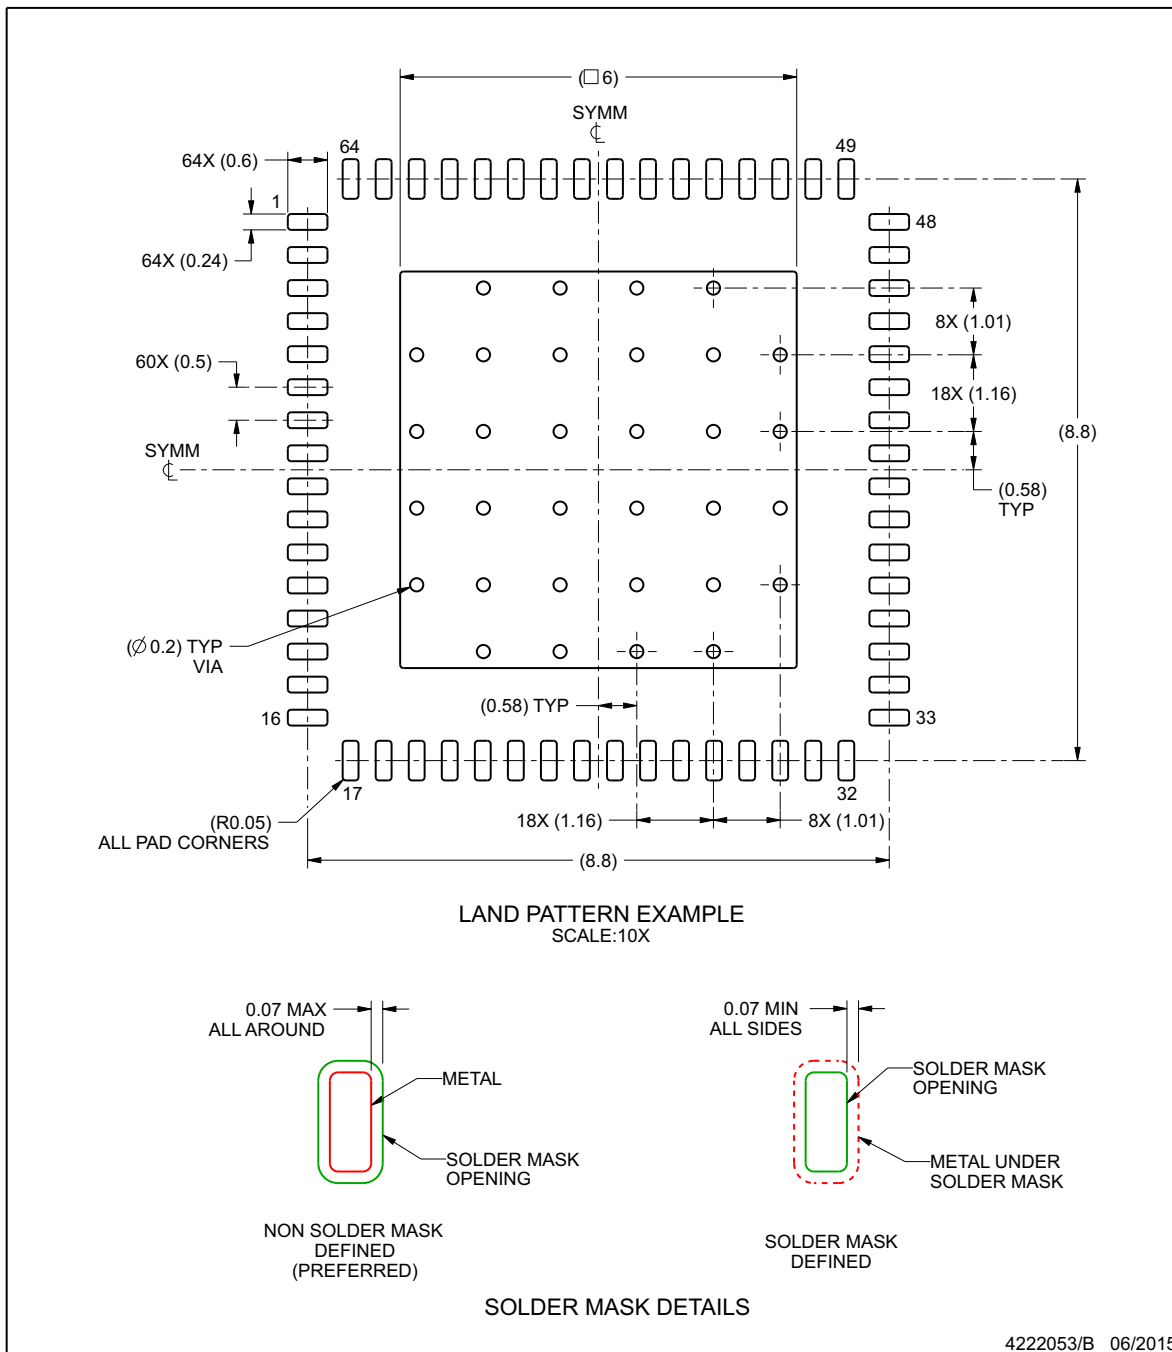 (□6)
SYMM
℄
64X (0.6)
64
49
1
48
64X (0.24)
8X (1.01)
60X (0.5)
18X (1.16)
(8.8)
SYMM
℄
(0.58)
TYP
(∅0.2) TYP
VIA
(0.58) TYP
16
33
17
32
(R0.05)
ALL PAD CORNERS
18X (1.16)
8X (1.01)
(8.8)
LAND PATTERN EXAMPLE
SCALE:10X
0.07 MAX
ALL AROUND
METAL
SOLDER MASK
OPENING
NON SOLDER MASK
DEFINED
(PREFERRED)
0.07 MIN
ALL SIDES
SOLDER MASK
OPENING
METAL UNDER
SOLDER MASK
SOLDER MASK
DEFINED
SOLDER MASK DETAILS
4222053/B 06/2015